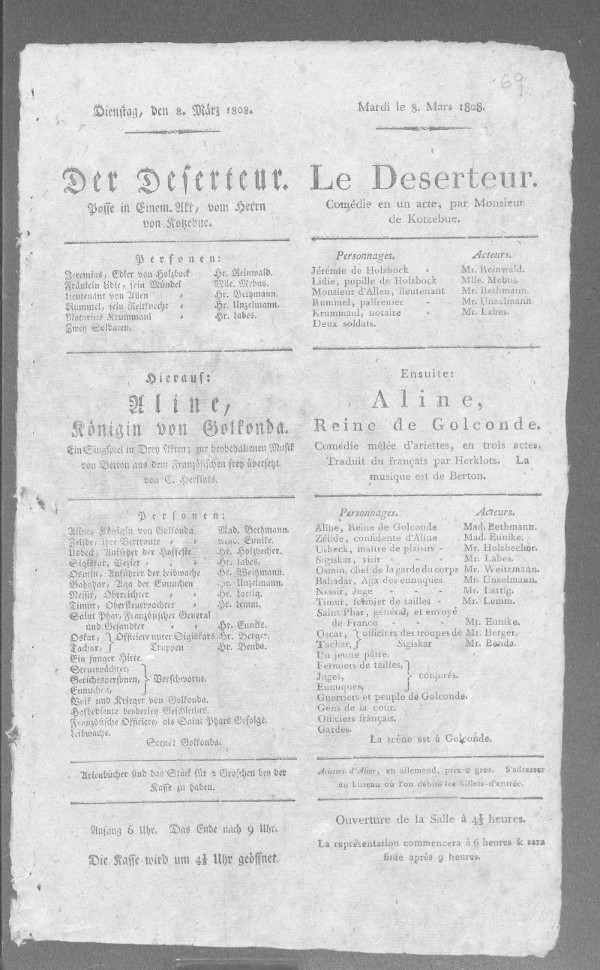 69
Dienstag, den 8. März 1808.
Der Deserteur.
Posse in Einem Akt, vom Herrn
von Kotzebue.
Personen:
Jeremias, Edler von Holzbock Hr. Reinwald.
Fräulein Lidie, sein Mündel Mlle. Mebus.
Lieutenant von Allen Hr. Bethmann.
Rummel, sein Reitknecht Hr. Unzelmann.
Notarius Krummaul Hr. Labes.
Zwey Soldaten.
Hierauf:
Aline,
Königin von Golkonda.
Ein Singspiel in Drey Akten; zur beybehaltenen Musik
von Berton aus dem Französischen frey übersetzt
von C. Herklots.
Personen:
Aline, Königin von Golkonda Mad. Bethmann.
Zelide, ihre Vertraute Mad. Eunike.
Usbeck, Aufseher der Hoffeste Hr. Holzbecher.
Sigiskar, Vezier Hr. Labes.
Osmin, Anführer der Leibwache Hr. Weitzmann.
Bahadar, Aga der Eunuchen Hr. Unzelmann.
Nessir, Oberrichter Hr. Lattig.
Timur, Obersteuerpachter Hr. Lemm.
Saint Phar, Französischer General
und Gesandter Hr. Eunike.
Oskar, } Officiere unter Sigiskars Hr. Berger.
Tachar, } Truppen Hr. Benda.
Ein junger Hirte.
Steuerpächter, }
Gerichtspersonen, } Verschworne.
Eunuchen, }
Volk und Krieger von Golkonda.
Hofbediente beyderley Geschlechts.
Französische Officiere, als Saint Phars Gefolge.
Leibwache.
Scene: Golkonda.
Arienbücher sind das Stück für 2 Groschen bey der
Kasse zu haben.
Anfang 6 Uhr. Das Ende nach 9 Uhr.
Die Kasse wird um 4½ Uhr geöffnet.
Mardi le 8. Mars 1808.
Le Deserteur.
Comédie en un acte, par Monsieur
de Kotzebue.
Personnages. Acteurs.
Jérémie de Holzbock - Mr. Reinwald.
Lidie, pupille de Holzbock Mlle. Mebus.
Monsieur d'Allen, lieutenant Mr. Bethmann.
Rummel, palfrenier - Mr. Unzelmann.
Krummaul, notaire - Mr. Labes.
Deux soldats.
Ensuite:
Aline,
Reine de Golconde.
Comédie mêlée d'ariettes, en trois actes.
Traduit du français par Herklots. La
musique est de Berton.
Personnages. Acteurs.
Aline, Reine de Golconde Mad. Bethmann.
Zélide, confidente d'Aline Mad. Eunike.
Usbeck, maitre de plaisirs - Mr. Holzbecher.
Sigiskar, visir - - Mr. Labes.
Osmin, chef de la garde du corps Mr. Weitzmann.
Bahadar, Aga des eunuques Mr. Unzelmann.
Nessir, Juge - - Mr. Lattig.
Timur, fermier de tailles - Mr. Lemm.
Saint Phar, général, et envoyé
de France - - Mr. Eunike.
Oscar, } officiers des troupes de Mr. Berger.
Tachar, } Sigiskar Mr. Benda.
Un jeune pâtre.
Fermiers de tailles, }
Juges, } conjurés.
Eunuques, }
Guerriers et peuple de Golconde.
Gens de la cour.
Officiers français.
Gardes.
La scène est à Golconde.
Ariettes d'Aline, en allemand, prix 2 gros. S'adresser
au bureau où l'on débite les billets-d'entrée.
Ouverture de la Salle à 4½ heures.
La représentation commencera à 6 heures & sera
finie après 9 heures.